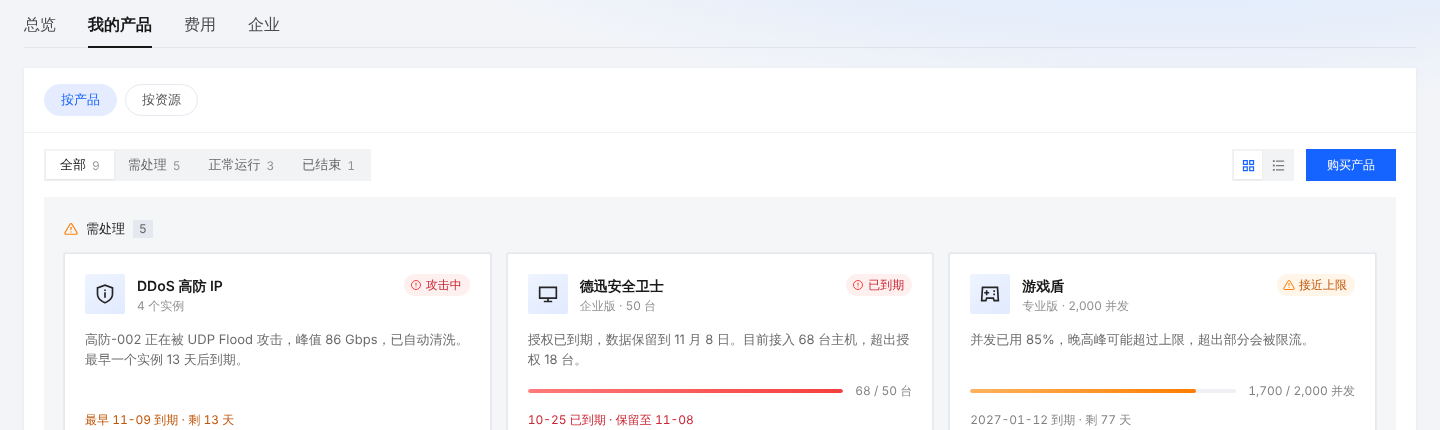 总览 我的产品 费用 企业
按产品 按资源
全部 9 需处理 5 正常运行 3 已结束 1 购买产品
需处理 5
DDoS 高防 IP 攻击中
4 个实例
高防-002 正在被 UDP Flood 攻击，峰值 86 Gbps，已自动清洗。
最早一个实例 13 天后到期。
最早 11-09 到期 · 剩 13 天
德迅安全卫士 已到期
企业版 · 50 台
授权已到期，数据保留到 11 月 8 日。目前接入 68 台主机，超出授
权 18 台。
68 / 50 台
10-25 已到期 · 保留至 11-08
游戏盾 接近上限
专业版 · 2,000 并发
并发已用 85%，晚高峰可能超过上限，超出部分会被限流。
1,700 / 2,000 并发
2027-01-12 到期 · 剩 77 天